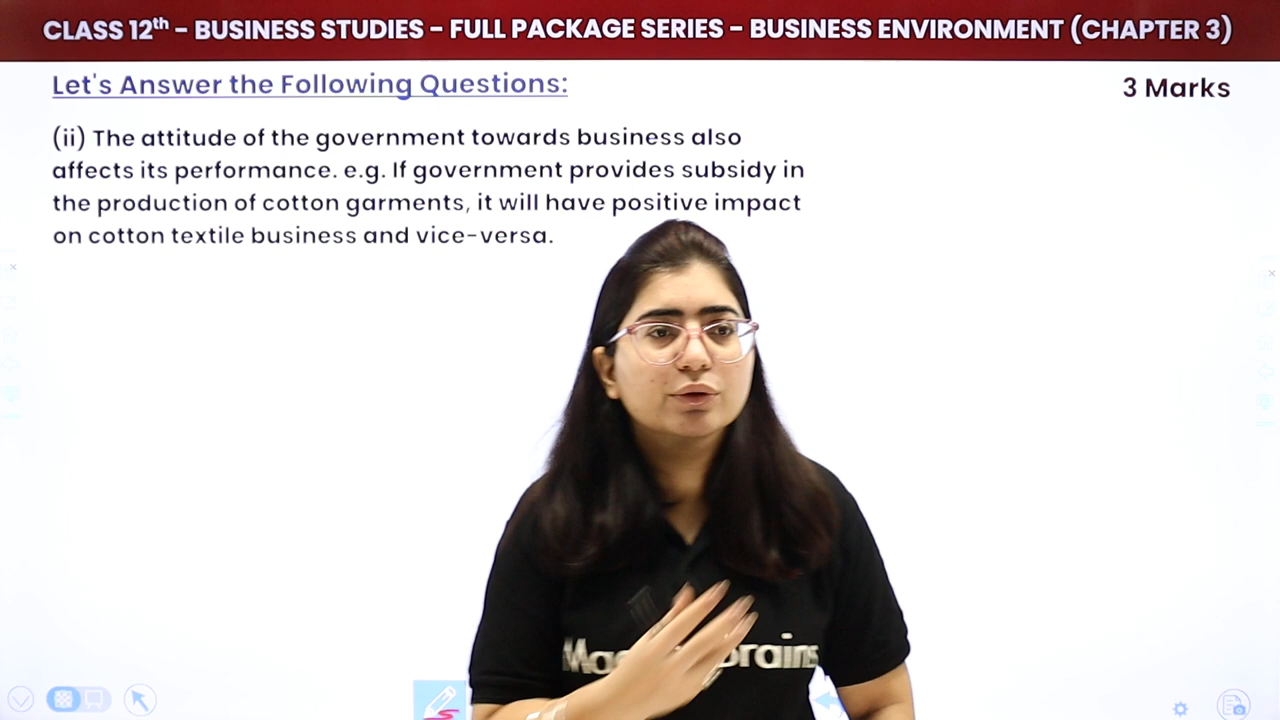 CLASS 12th – BUSINESS STUDIES – FULL PACKAGE SERIES – BUSINESS ENVIRONMENT (CHAPTER 3)
Let's Answer the Following Questions:
3 Marks
(ii) The attitude of the government towards business also
affects its performance. e.g. If government provides subsidy in
the production of cotton garments, it will have positive impact
on cotton textile business and vice-versa.